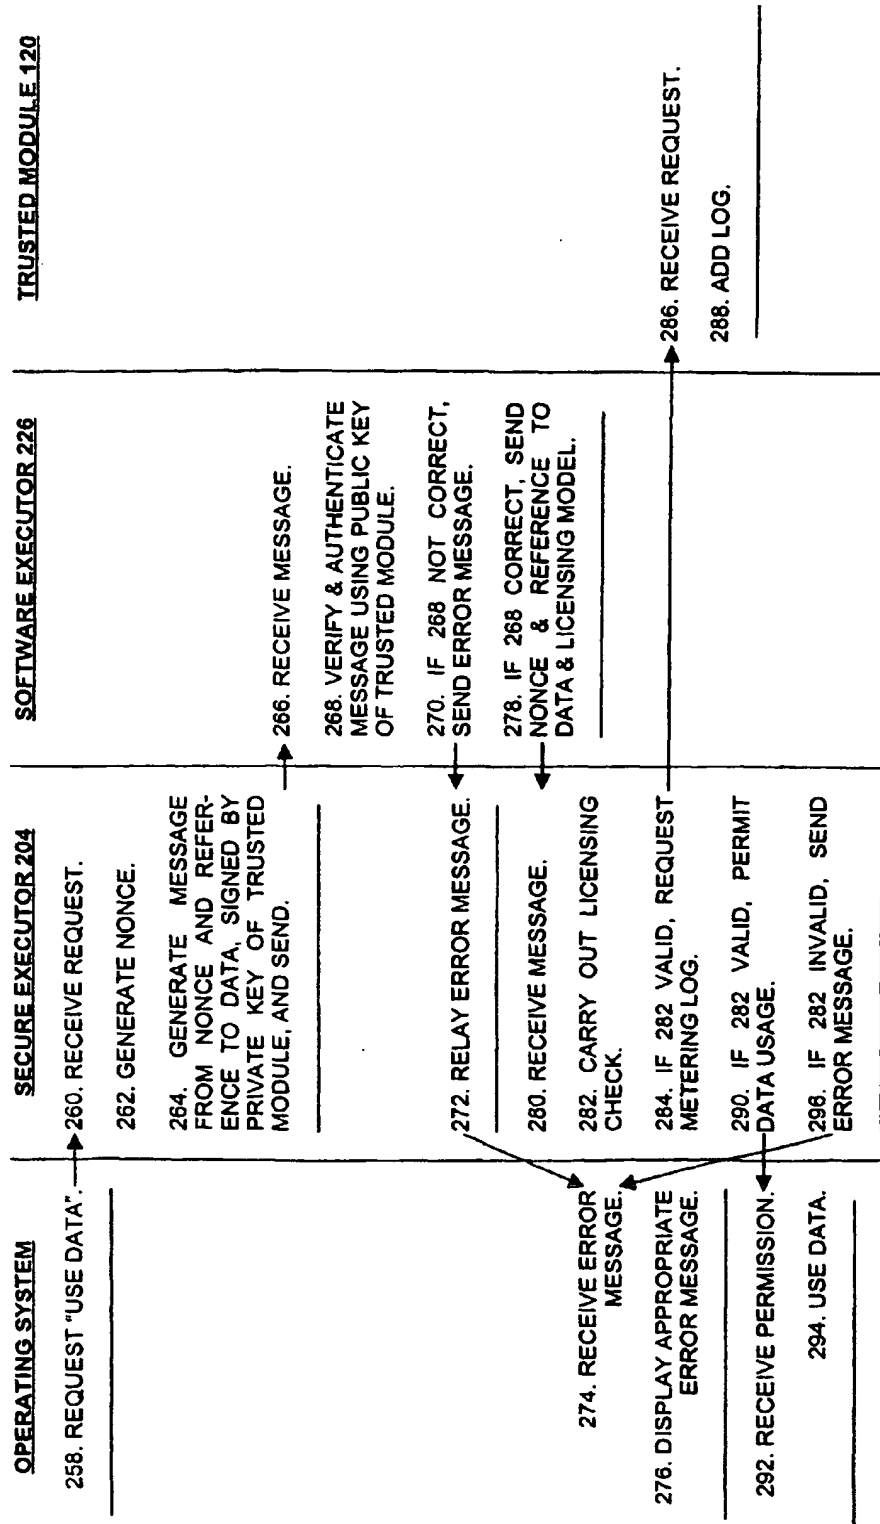 OPERATING SYSTEM
258. REQUEST "USE DATA".
274. RECEIVE ERROR
MESSAGE.
276. DISPLAY APPROPRIATE
ERROR MESSAGE.
292. RECEIVE PERMISSION.
294. USE DATA.
SECURE EXECUTOR 204
260. RECEIVE REQUEST.
262. GENERATE NONCE.
264. GENERATE MESSAGE
FROM NONCE AND REFER-
ENCE TO DATA, SIGNED BY
PRIVATE KEY OF TRUSTED
MODULE, AND SEND.
272. RELAY ERROR MESSAGE.
280. RECEIVE MESSAGE.
282. CARRY OUT LICENSING
CHECK.
284. IF 282 VALID, REQUEST
METERING LOG.
290. IF 282 VALID, PERMIT
DATA USAGE.
296. IF 282 INVALID, SEND
ERROR MESSAGE.
SOFTWARE EXECUTOR 226
266. RECEIVE MESSAGE.
268. VERIFY & AUTHENTICATE
MESSAGE USING PUBLIC KEY
OF TRUSTED MODULE.
270. IF 268 NOT CORRECT,
SEND ERROR MESSAGE.
278. IF 268 CORRECT, SEND
NONCE & REFERENCE TO
DATA & LICENSING MODEL.
TRUSTED MODULE 120
286. RECEIVE REQUEST.
288. ADD LOG.